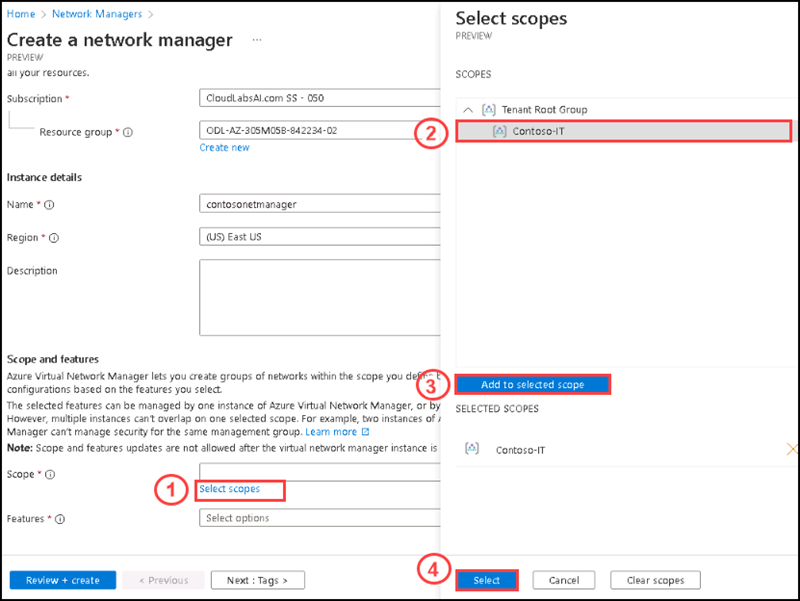 Home > Network Managers >
Create a network manager ...
PREVIEW
all your resources.
Subscription *
CloudLabsAI.com SS - 050
Resource group *
ODL-AZ-305M05B-842234-02
Create new
Instance details
Name *
contosonetmanager
Region *
(US) East US
Description
Scope and features
Azure Virtual Network Manager lets you create groups of networks within the scope you define
configurations based on the features you select.
The selected features can be managed by one instance of Azure Virtual Network Manager, or by
However, multiple instances can't overlap on one selected scope. For example, two instances of
Manager can't manage security for the same management group. Learn more
Note: Scope and features updates are not allowed after the virtual network manager instance is
Scope *
1
Select scopes
Features *
Select options
Review + create
< Previous
Next : Tags >
Select scopes
PREVIEW
SCOPES
Tenant Root Group
2
Contoso-IT
3
Add to selected scope
SELECTED SCOPES
Contoso-IT
4
Select
Cancel
Clear scopes